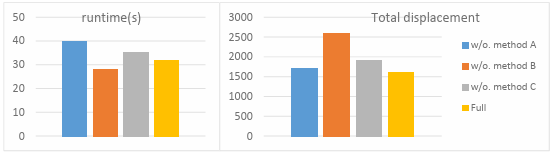 runtime(s)
50
40
30
20
10
0
Total displacement
3000
2500
2000
1500
1000
500
0
w/o. method A
w/o. method B
w/o. method C
Full